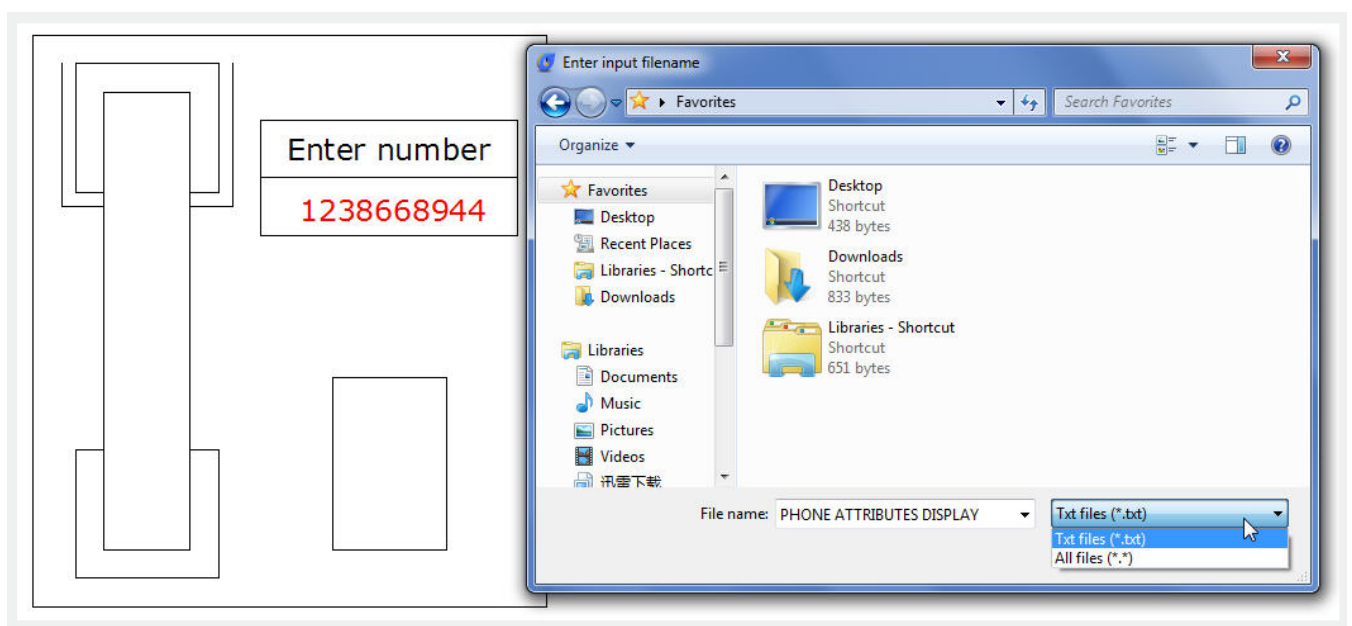 Enter number
1238668944
Enter input filename
Favorites
Search Favorites
Organize
Favorites
Desktop
Recent Places
Libraries - Shortc
Downloads
Libraries
Documents
Music
Pictures
Videos
迅雷下载
Desktop
Shortcut
438 bytes
Downloads
Shortcut
833 bytes
Libraries - Shortcut
Shortcut
651 bytes
File name: PHONE ATTRIBUTES DISPLAY
Txt files (*.txt)
Txt files (*.txt)
All files (*.*)